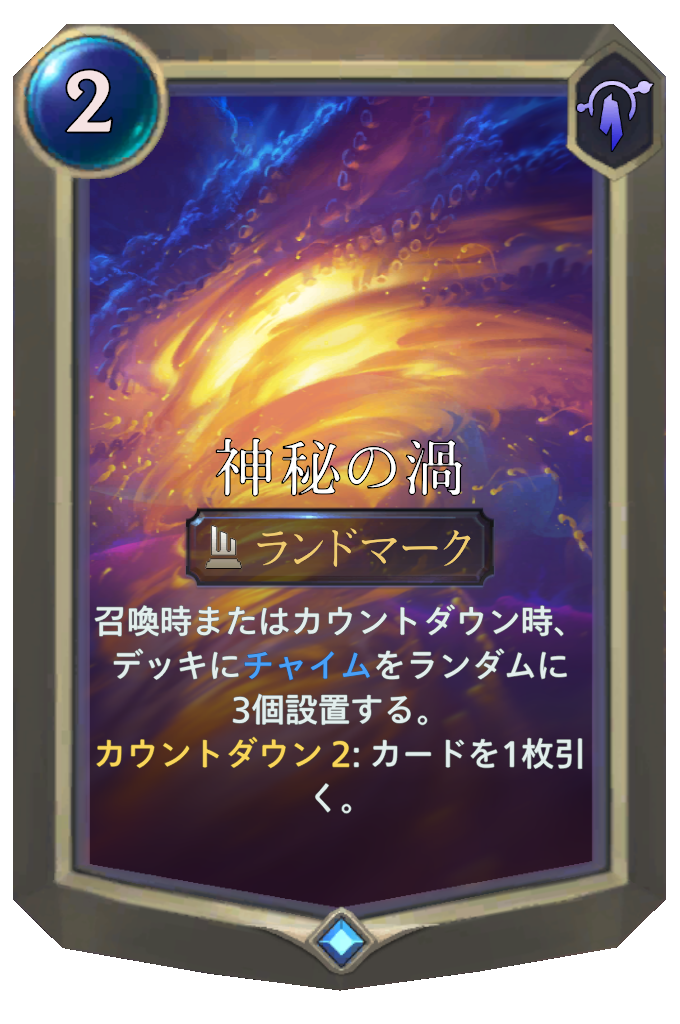 2
神秘の渦
ランドマーク
召喚時またはカウントダウン時、
デッキにチャイムをランダムに
3個設置する。
カウントダウン 2: カードを1枚引
く。